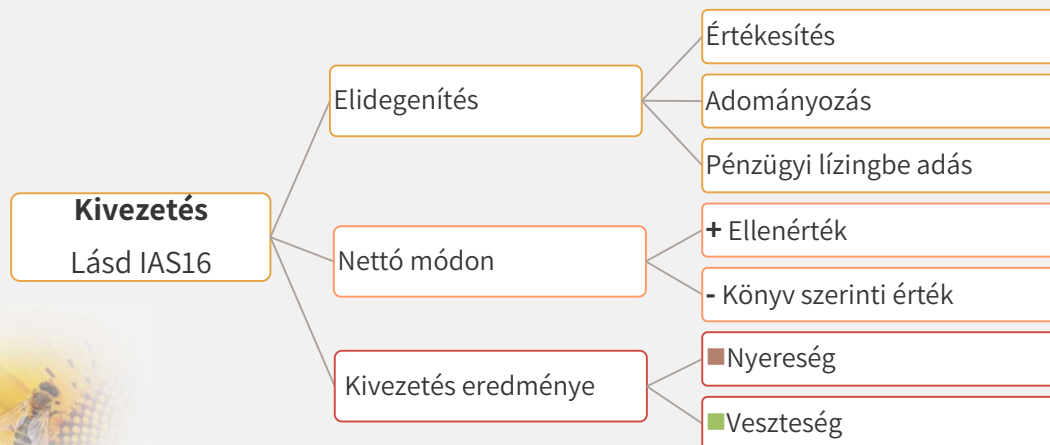 Kivezetés
Lásd IAS16
Elidegenítés
Értékesítés
Adományozás
Pénzügyi lízingbe adás
Nettó módon
+ Ellenérték
- Könyv szerinti érték
Kivezetés eredménye
Nyereség
Veszteség